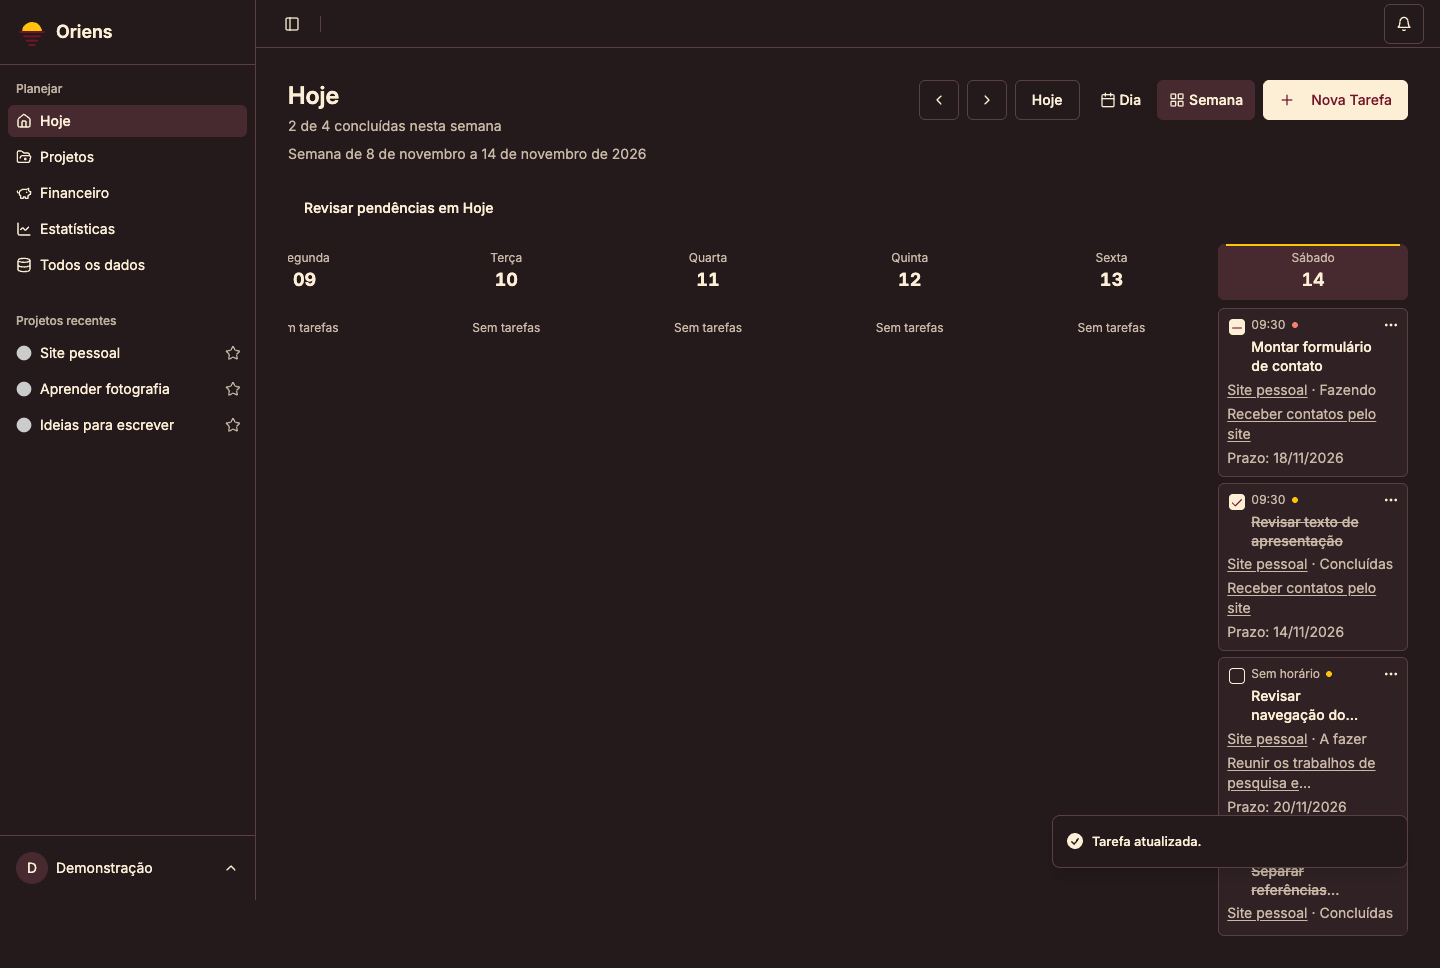 Oriens
Planejar
Hoje
Projetos
Financeiro
Estatísticas
Todos os dados
Projetos recentes
Site pessoal
Aprender fotografia
Ideias para escrever
D Demonstração
Hoje
2 de 4 concluídas nesta semana
Semana de 8 de novembro a 14 de novembro de 2026
Hoje
Dia
Semana
Nova Tarefa
Revisar pendências em Hoje
egunda
09
m tarefas
Terça
10
Sem tarefas
Quarta
11
Sem tarefas
Quinta
12
Sem tarefas
Sexta
13
Sem tarefas
Sábado
14
09:30
Montar formulário
de contato
Site pessoal · Fazendo
Receber contatos pelo
site
Prazo: 18/11/2026
09:30
Revisar texto de
apresentação
Site pessoal · Concluídas
Receber contatos pelo
site
Prazo: 14/11/2026
Sem horário
Revisar
navegação do...
Site pessoal · A fazer
Reunir os trabalhos de
pesquisa e...
Prazo: 20/11/2026
Tarefa atualizada.
Separar
referências...
Site pessoal · Concluídas